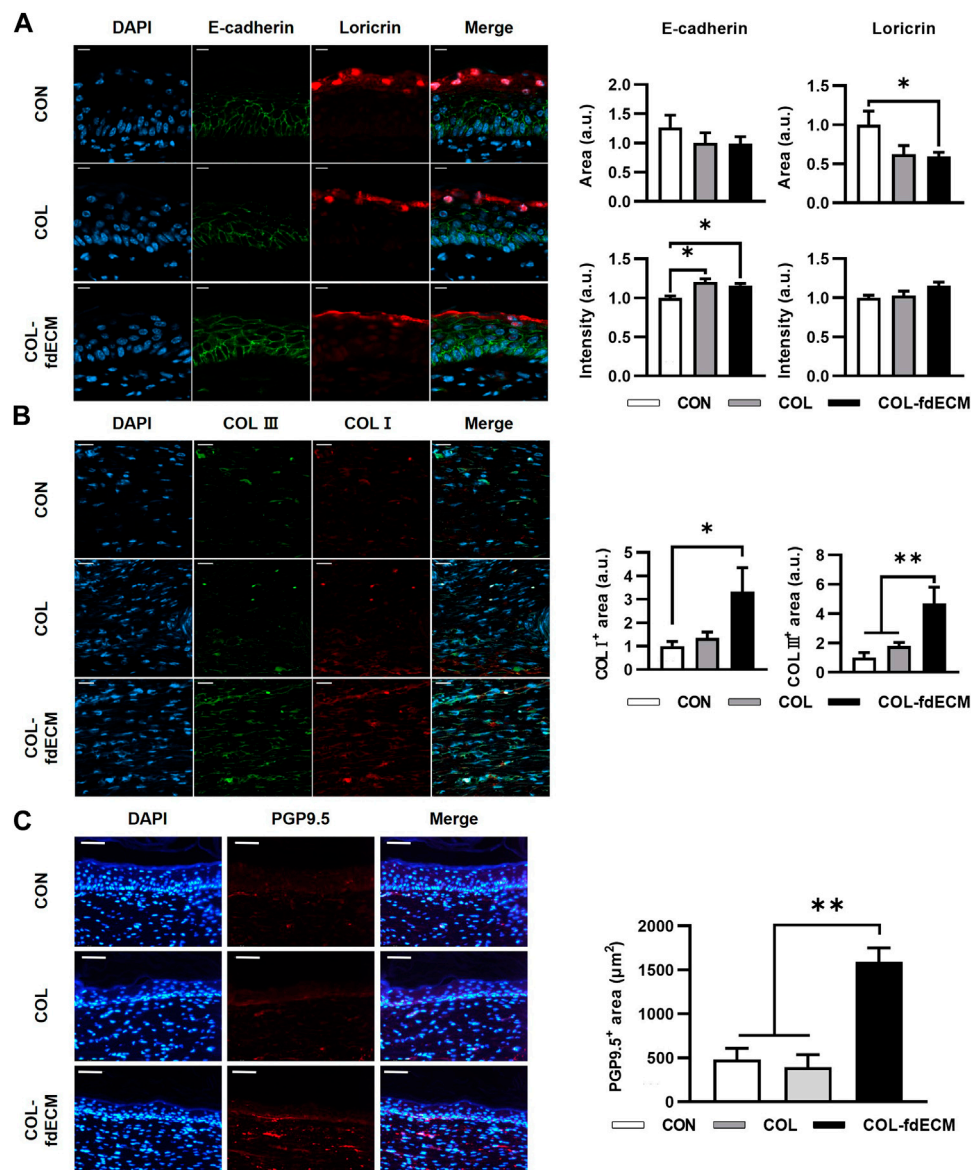 A
DAPI E-cadherin Loricrin Merge
CON
COL
COL-
fdECM
E-cadherin
Area (a.u.)
2.0
1.5
1.0
0.5
0.0
Loricrin
Area (a.u.)
1.5
1.0
0.5
0.0
*
Intensity (a.u.)
1.5
1.0
0.5
0.0
*
*
Intensity (a.u.)
1.5
1.0
0.5
0.0
CON COL COL-fdECM
B
DAPI COL Ⅲ COL Ⅰ Merge
CON
COL
COL-
fdECM
COL Ⅰ+ area (a.u.)
5
4
3
2
1
0
*
COL Ⅲ+ area (a.u.)
8
6
4
2
0
**
CON COL COL-fdECM
C
DAPI PGP9.5 Merge
CON
COL
COL-
fdECM
PGP9.5+ area (μm²)
2000
1500
1000
500
0
**
CON COL COL-fdECM